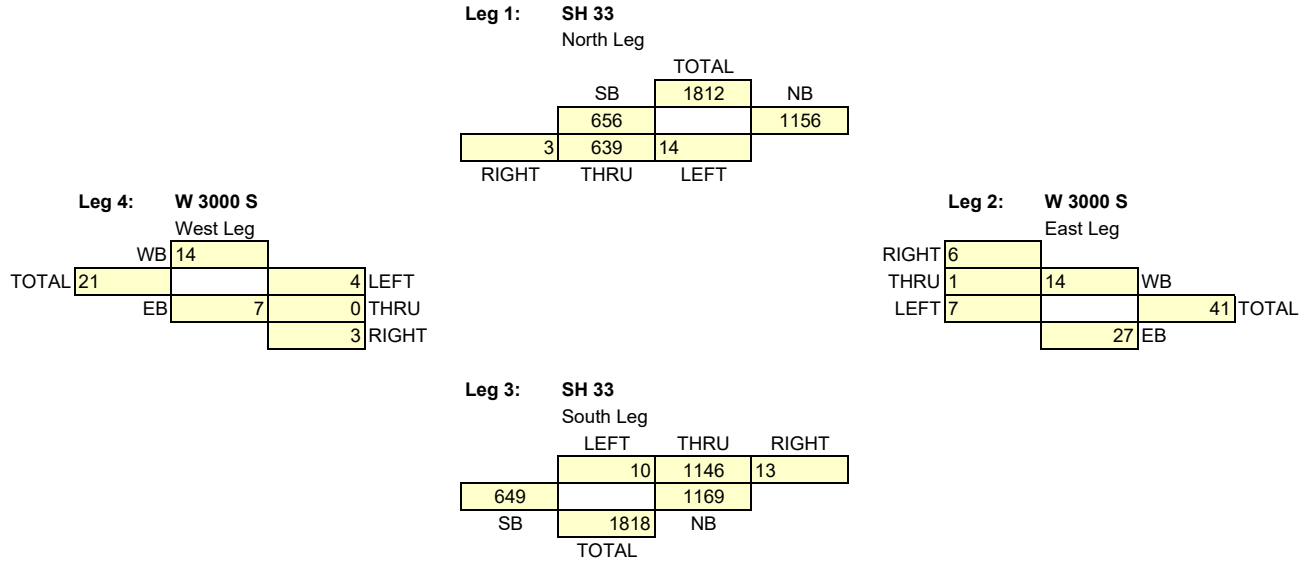 Leg 1: SH 33
North Leg
TOTAL
SB 1812 NB
656 1156
3 639 14
RIGHT THRU LEFT
Leg 4: W 3000 S
West Leg
WB 14
TOTAL 21 4 LEFT
EB 7 0 THRU
3 RIGHT
Leg 2: W 3000 S
East Leg
RIGHT 6
THRU 1 14 WB
LEFT 7 41 TOTAL
27 EB
Leg 3: SH 33
South Leg
LEFT THRU RIGHT
10 1146 13
649 1169
SB 1818 NB
TOTAL